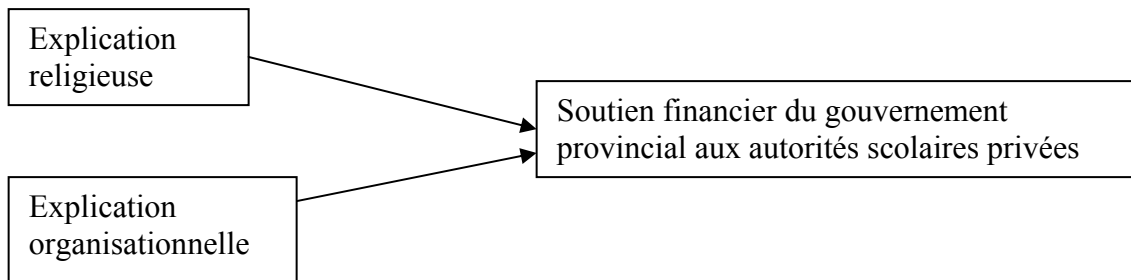 Explication
religieuse
Soutien financier du gouvernement
provincial aux autorités scolaires privées
Explication
organisationnelle